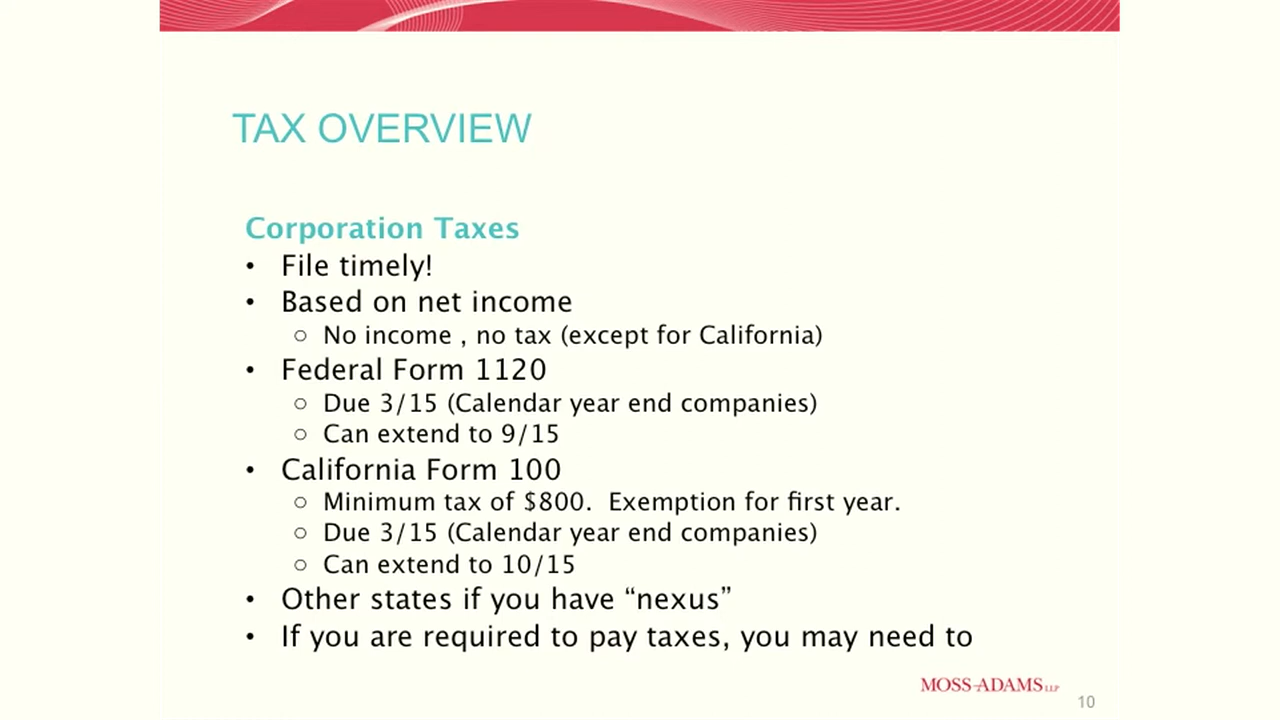 TAX OVERVIEW
Corporation Taxes
• File timely!
• Based on net income
○ No income , no tax (except for California)
• Federal Form 1120
○ Due 3/15 (Calendar year end companies)
○ Can extend to 9/15
• California Form 100
○ Minimum tax of $800.  Exemption for first year.
○ Due 3/15 (Calendar year end companies)
○ Can extend to 10/15
• Other states if you have “nexus”
• If you are required to pay taxes, you may need to
MOSS-ADAMS LLP
10